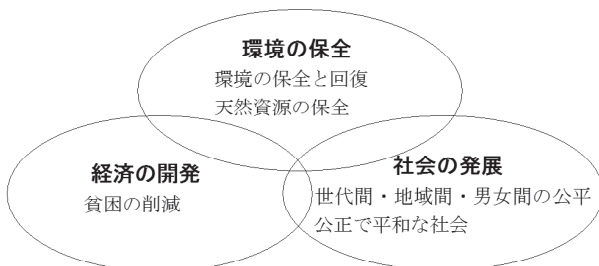 環境の保全
環境の保全と回復
天然資源の保全
経済の開発
貧困の削減
社会の発展
世代間・地域間・男女間の公平
公正で平和な社会